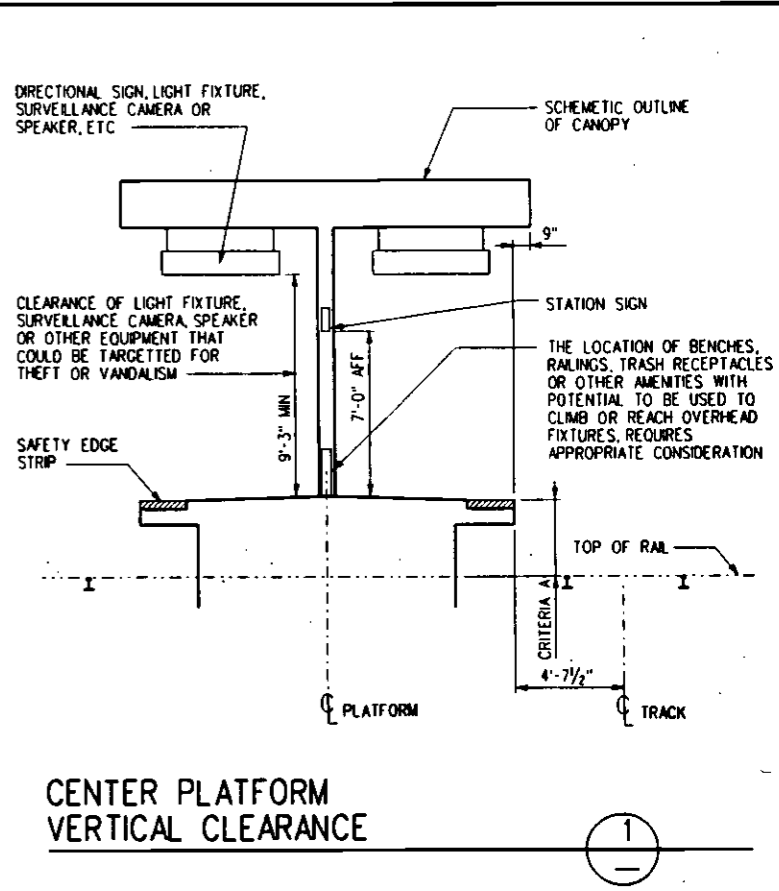 DIRECTIONAL SIGN, LIGHT FIXTURE,
SURVEILLANCE CAMERA OR
SPEAKER, ETC
SCHEMETIC OUTLINE
OF CANOPY
9"
CLEARANCE OF LIGHT FIXTURE,
SURVEILLANCE CAMERA, SPEAKER
OR OTHER EQUIPMENT THAT
COULD BE TARGETTED FOR
THEFT OR VANDALISM
STATION SIGN
THE LOCATION OF BENCHES,
RAILINGS, TRASH RECEPTACLES
OR OTHER AMENITIES WITH
POTENTIAL TO BE USED TO
CLIMB OR REACH OVERHEAD
FIXTURES, REQUIRES
APPROPRIATE CONSIDERATION
9'-3" MIN
7'-0" AFF
SAFETY EDGE
STRIP
TOP OF RAIL
CRITERIA A
4'-7 1/2"
℄ PLATFORM
℄ TRACK
CENTER PLATFORM
VERTICAL CLEARANCE
1
—